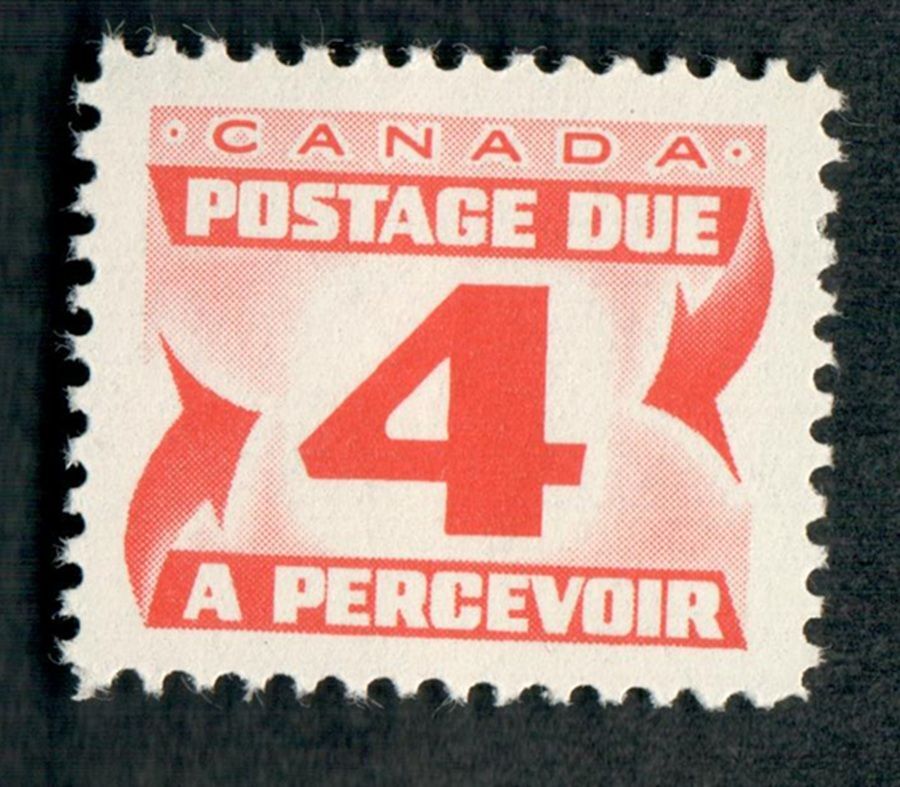 · CANADA ·
POSTAGE DUE
4
A PERCEVOIR